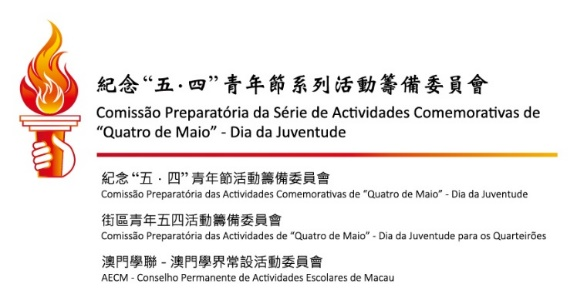 紀念“五·四”青年節系列活動籌備委員會
Comissão Preparatória da Série de Actividades Comemorativas de
“Quatro de Maio” - Dia da Juventude
紀念“五．四”青年節活動籌備委員會
Comissão Preparatória das Actividades Comemorativas de “Quatro de Maio” - Dia da Juventude
街區青年五四活動籌備委員會
Comissão Preparatória das Actividades de “Quatro de Maio” - Dia da Juventude para os Quarteirões
澳門學聯 - 澳門學界常設活動委員會
AECM - Conselho Permanente de Actividades Escolares de Macau